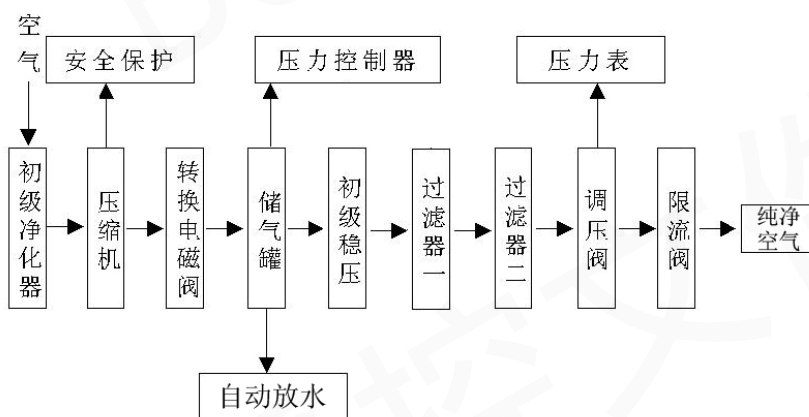 空气
安全保护
压力控制器
压力表
初级净化器
压缩机
转换电磁阀
储气罐
初级稳压
过滤器一
过滤器二
调压阀
限流阀
纯净
空气
自动放水